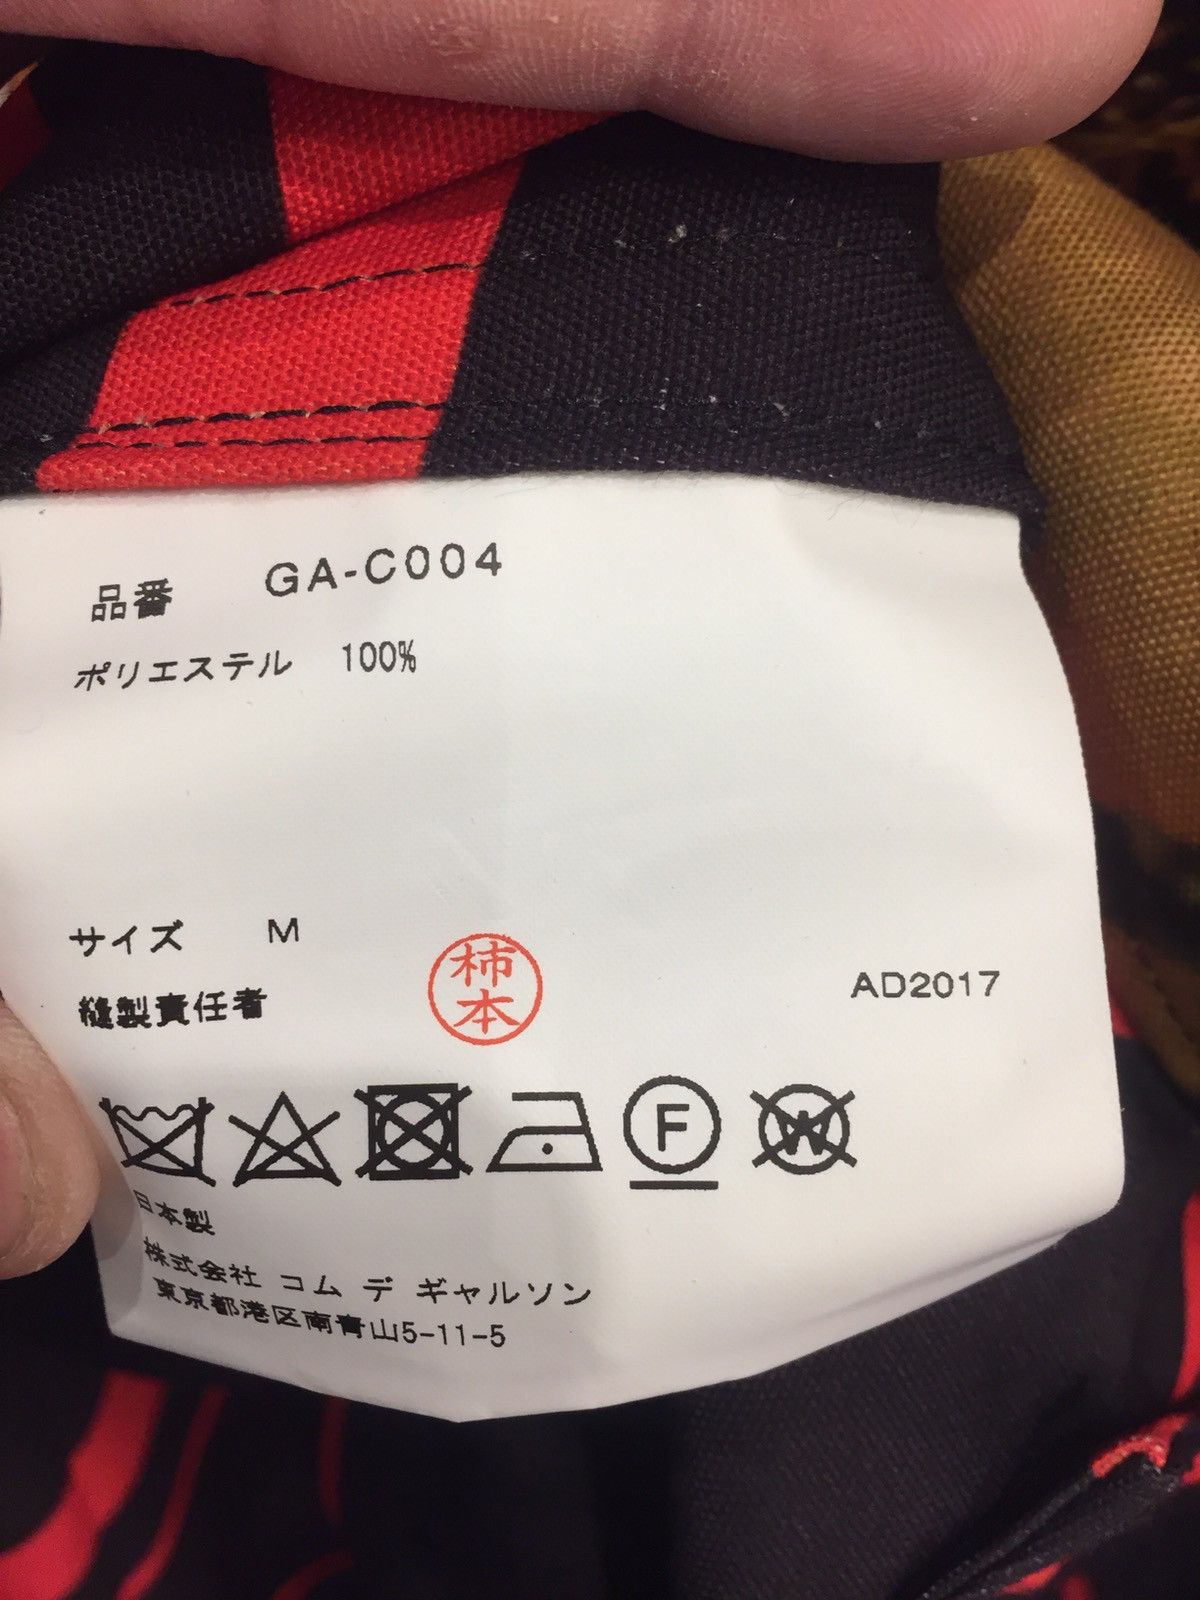 品番 GA-C004
ポリエステル 100%
サイズ M
縫製責任者 柿本 AD2017
F W
日本製
株式会社 コム デ ギャルソン
東京都港区南青山5-11-5